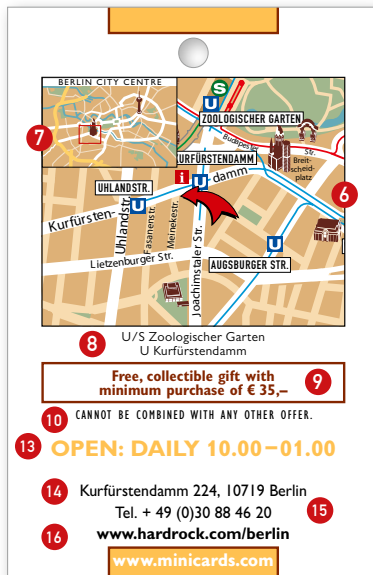 BERLIN CITY CENTRE
S
U
ZOOLOGISCHER GARTEN
7
Budapester
Str.
Breit-
scheid-
platz
URFÜRSTENDAMM
i
U
damm
UHLANDSTR.
U
6
Kurfürsten-
Uhlandstr.
Fasanenstr.
Meinekestr.
Joachimstaler Str.
Lietzenburger Str.
U
AUGSBURGER STR.
8
U/S Zoologischer Garten
U Kurfürstendamm
Free, collectible gift with
minimum purchase of € 35,–
9
10
CANNOT BE COMBINED WITH ANY OTHER OFFER.
13
OPEN: DAILY 10.00–01.00
14
Kurfürstendamm 224, 10719 Berlin
Tel. + 49 (0)30 88 46 20
15
16
www.hardrock.com/berlin
www.minicards.com